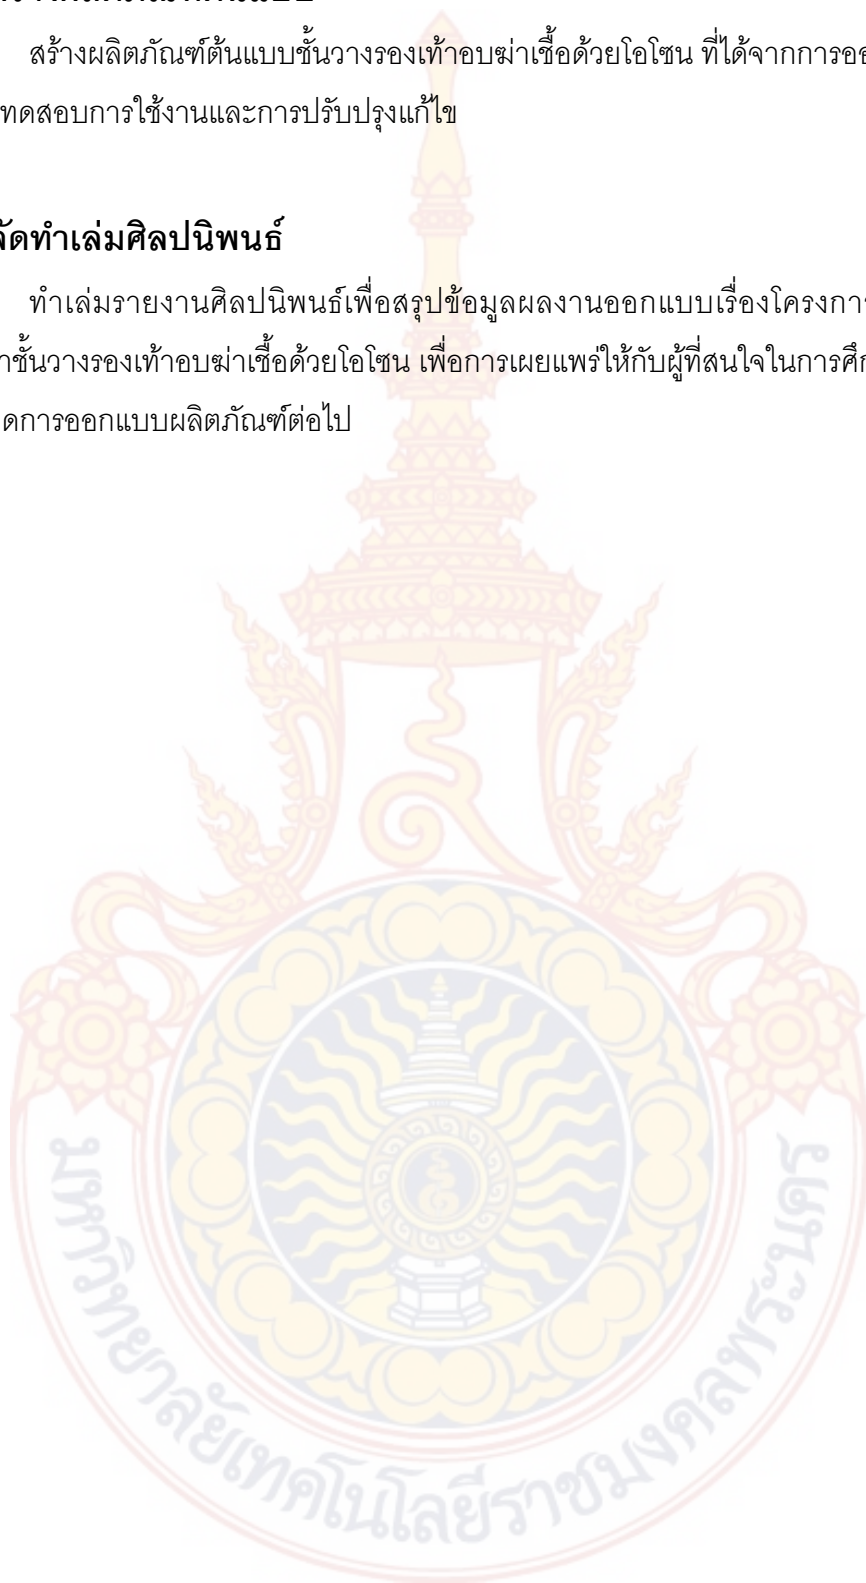 สร้างผลิตภัณฑ์ต้นแบบชั้นวางรองเท้าอบฆ่าเชื้อด้วยโอโซน ที่ได้จากการออ
ทดสอบการใช้งานและการปรับปรุงแก้ไข
จัดทำเล่มศิลปนิพนธ์
ทำเล่มรายงานศิลปนิพนธ์เพื่อสรุปข้อมูลผลงานออกแบบเรื่องโครงการ
าชั้นวางรองเท้าอบฆ่าเชื้อด้วยโอโซน เพื่อการเผยแพร่ให้กับผู้ที่สนใจในการศึก
ดการออกแบบผลิตภัณฑ์ต่อไป
มหาวิทยาลัยเทคโนโลยีราชมงคลพระนคร